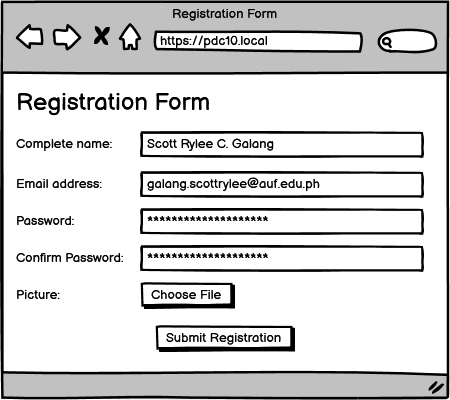 Registration Form
https://pdc10.local
Registration Form
Complete name: Scott Rylee C. Galang
Email address: galang.scottrylee@auf.edu.ph
Password: ********************
Confirm Password: ********************
Picture: Choose File
Submit Registration